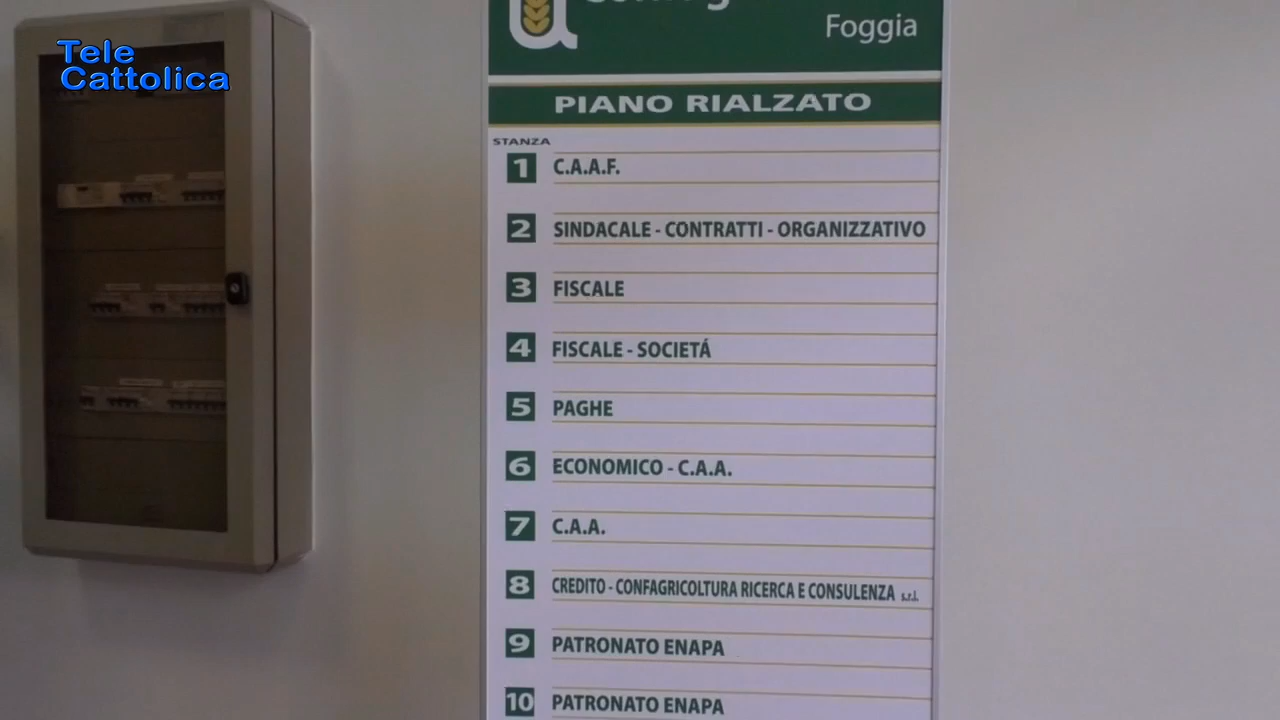 Tele
Cattolica
Foggia
PIANO RIALZATO
STANZA
1 C.A.A.F.
2 SINDACALE - CONTRATTI - ORGANIZZATIVO
3 FISCALE
4 FISCALE - SOCIETÁ
5 PAGHE
6 ECONOMICO - C.A.A.
7 C.A.A.
8 CREDITO - CONFAGRICOLTURA RICERCA E CONSULENZA s.r.l.
9 PATRONATO ENAPA
10 PATRONATO ENAPA